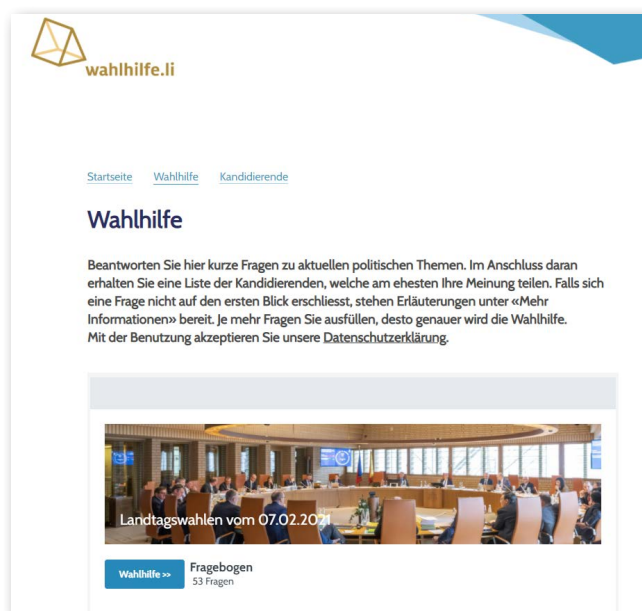 wahlhilfe.li
Startseite Wahlhilfe Kandidierende
Wahlhilfe
Beantworten Sie hier kurze Fragen zu aktuellen politischen Themen. Im Anschluss daran
erhalten Sie eine Liste der Kandidierenden, welche am ehesten Ihre Meinung teilen. Falls sich
eine Frage nicht auf den ersten Blick erschliesst, stehen Erläuterungen unter «Mehr
Informationen» bereit. Je mehr Fragen Sie ausfüllen, desto genauer wird die Wahlhilfe.
Mit der Benutzung akzeptieren Sie unsere Datenschutzerklärung.
Landtagswahlen vom 07.02.2021
Wahlhilfe >> Fragebogen
53 Fragen